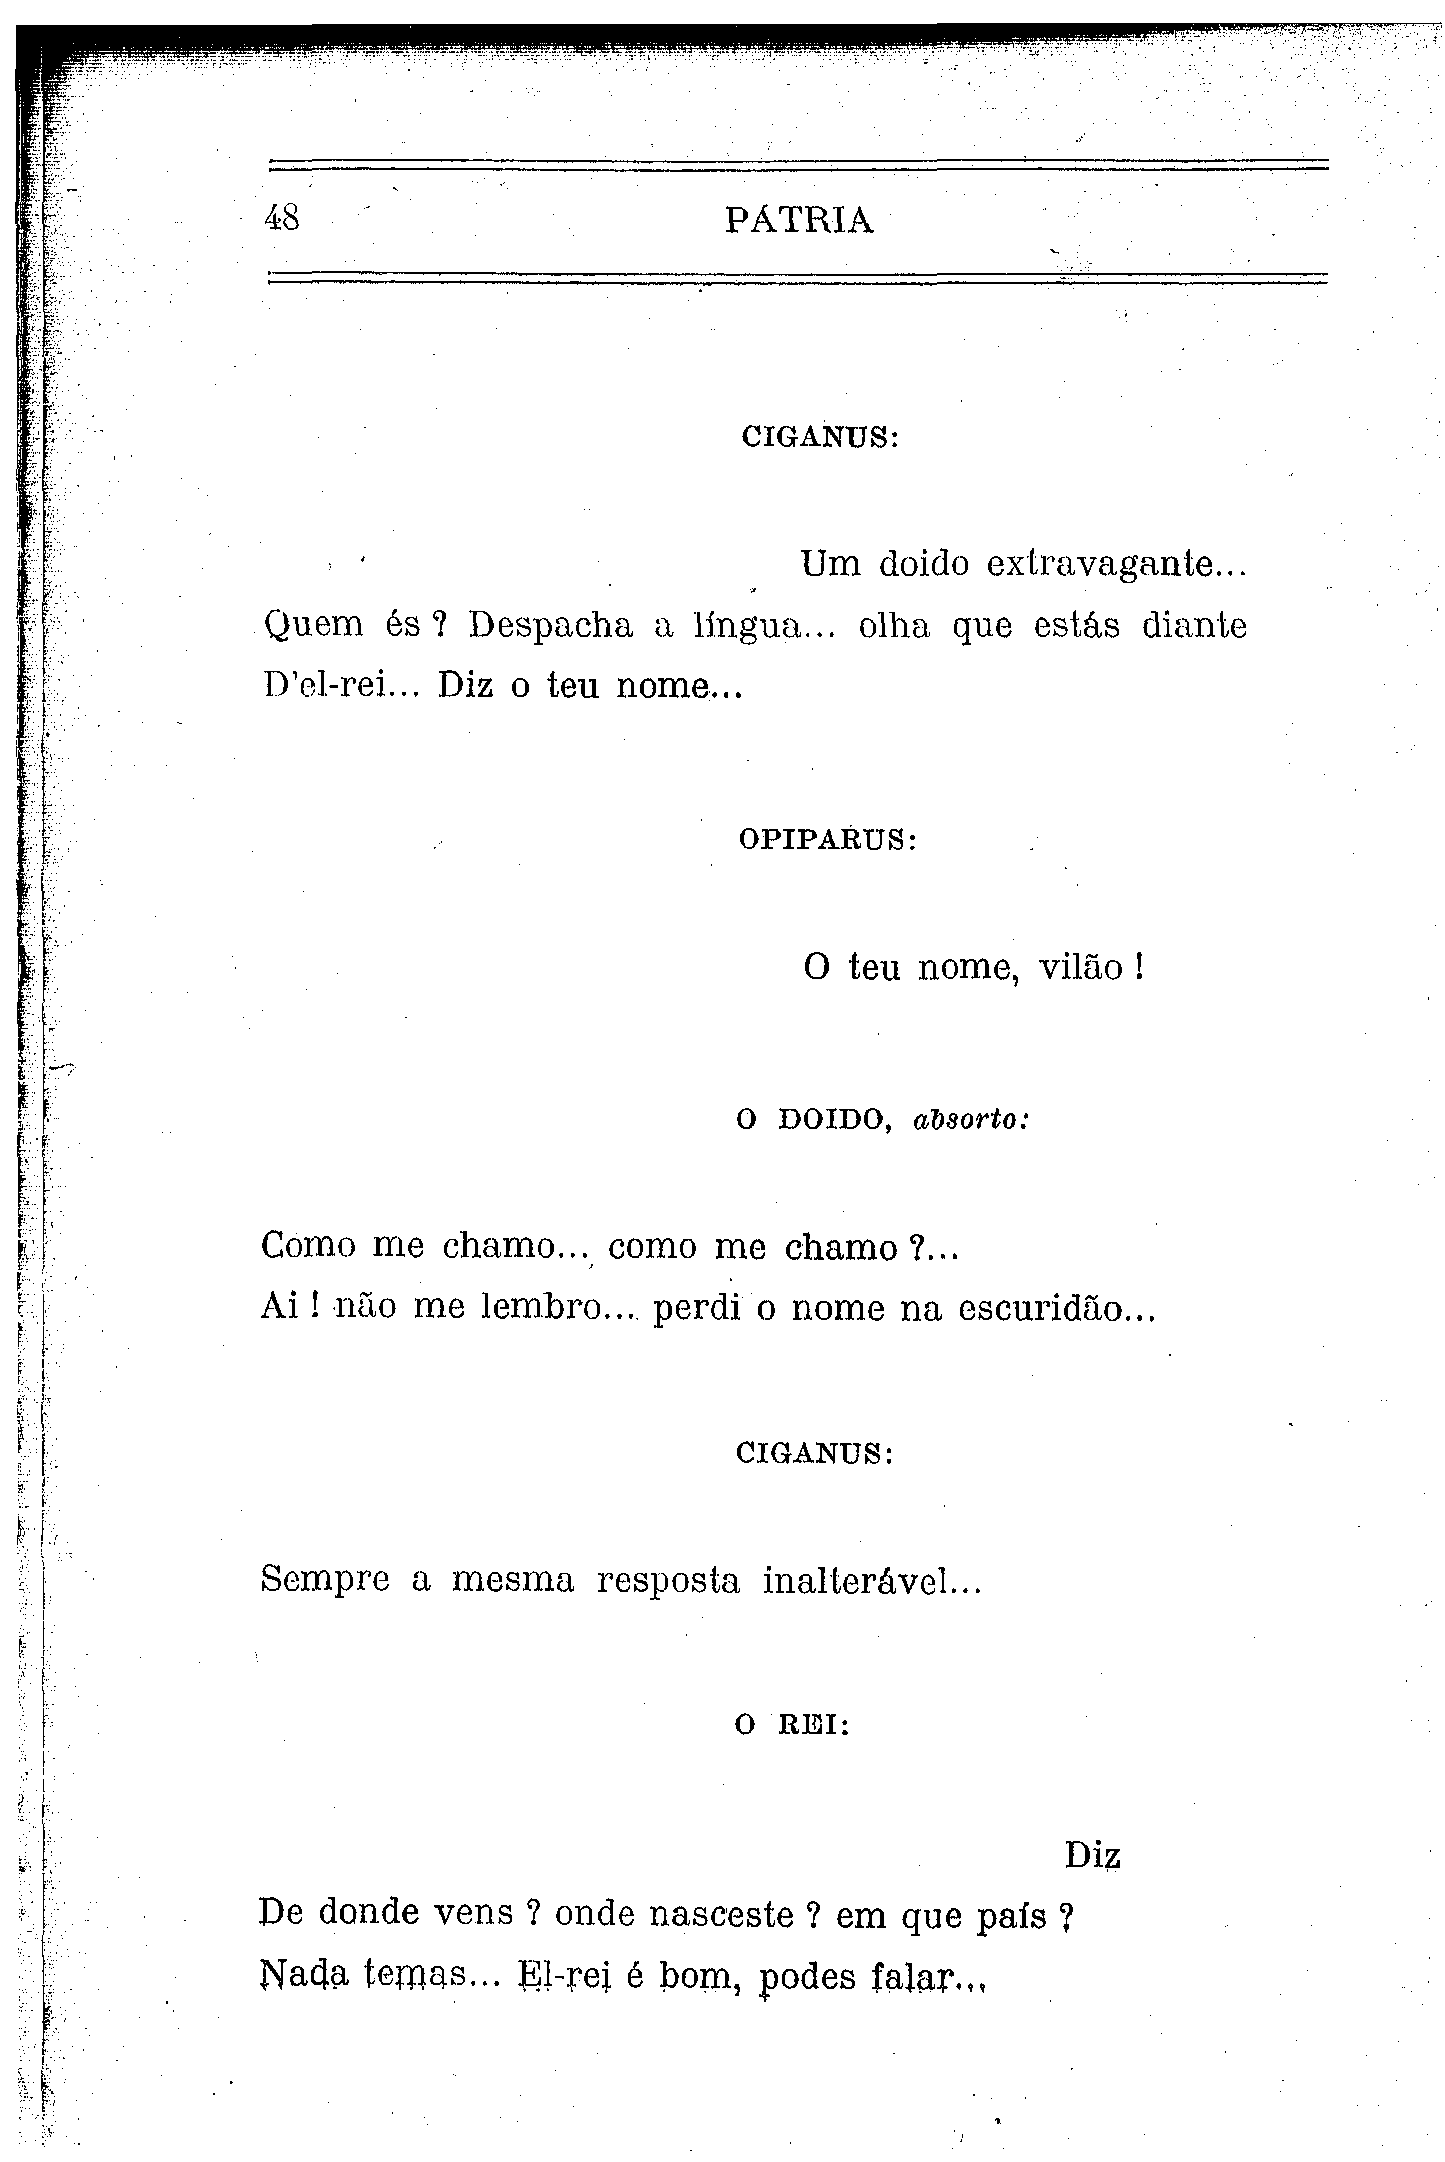 48
PÁTRIA
CIGANUS:
Um doido extravagante...
Quem és ? Despacha a língua... olha que estás diante
D'el-rei... Diz o teu nome...
OPIPARUS:
O teu nome, vilão !
O DOIDO, absorto:
Como me chamo... como me chamo ?...
Ai ! não me lembro... perdi o nome na escuridão...
CIGANUS:
Sempre a mesma resposta inalterável...
O REI:
Diz
De donde vens ? onde nasceste ? em que país ?
Nada temas... El-rei é bom, podes falar...